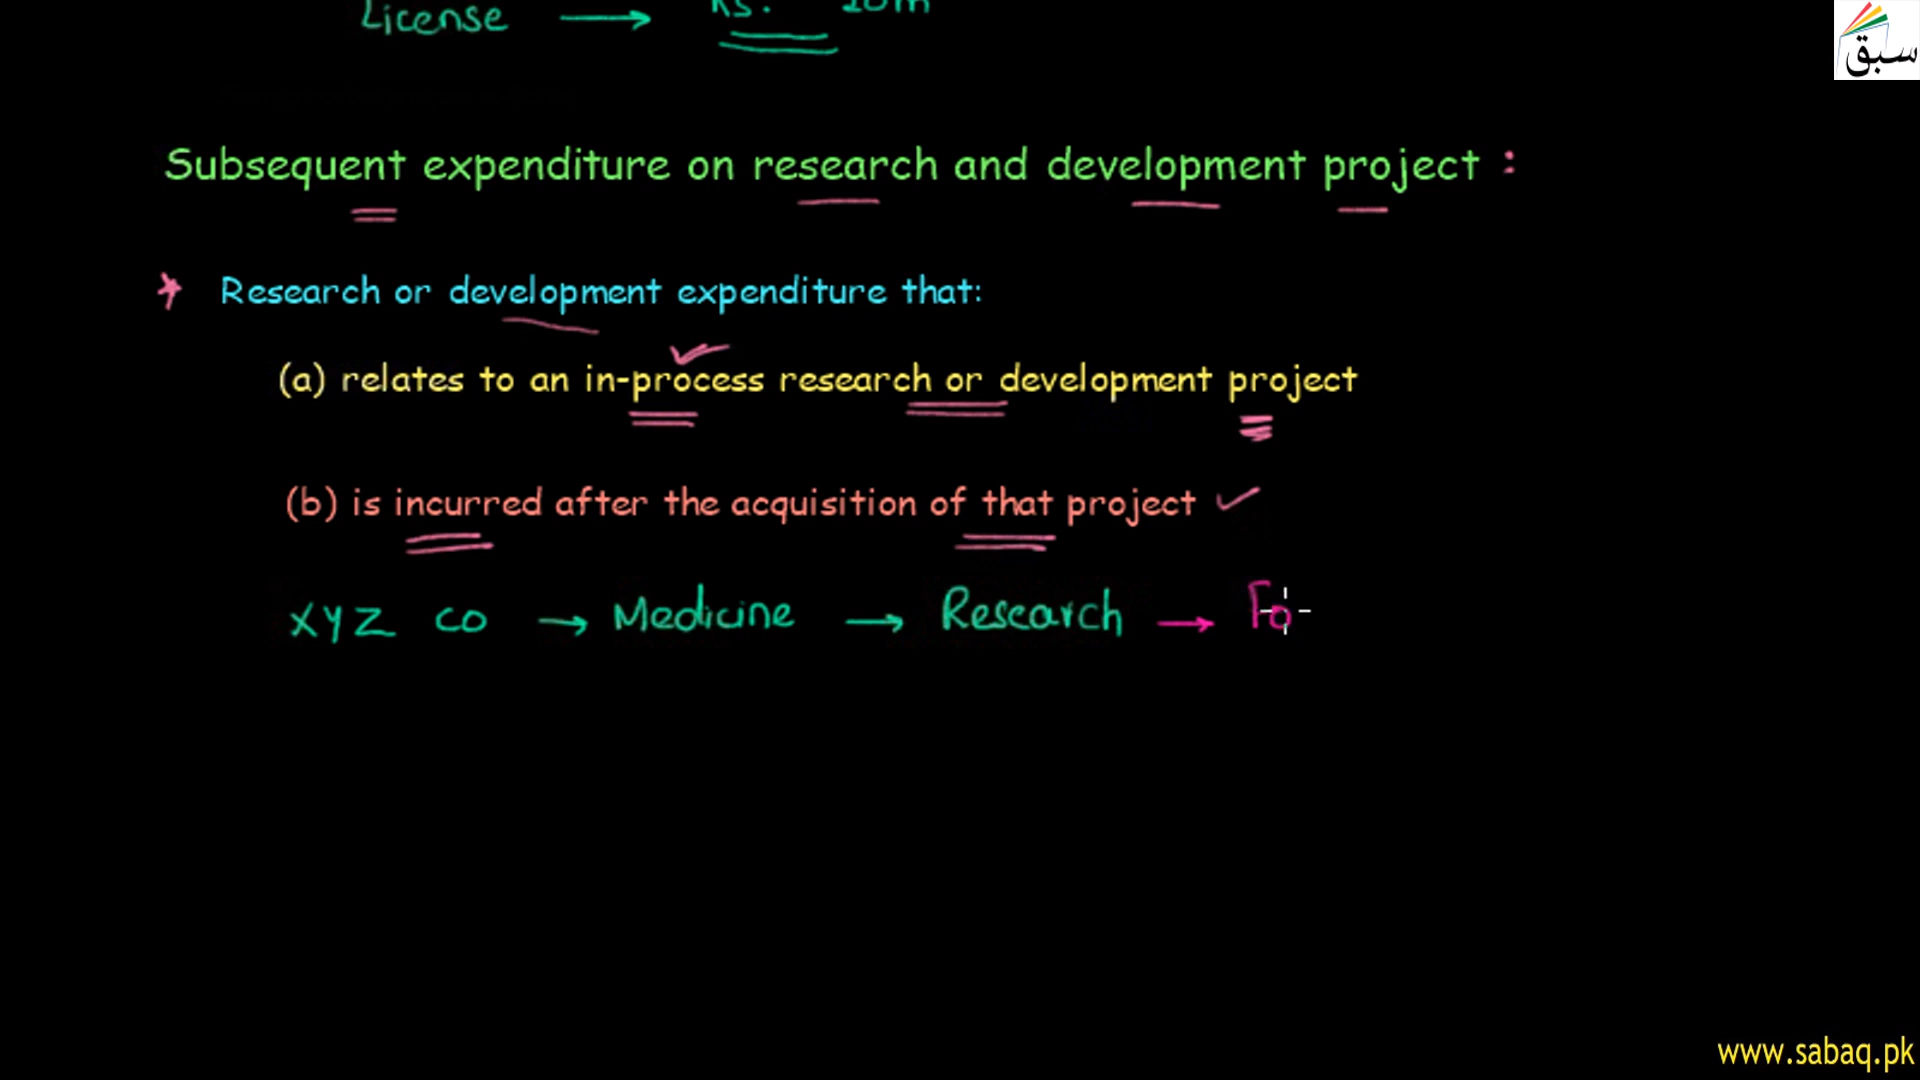 License → Rs. 10m
سبق
Subsequent expenditure on research and development project :
* Research or development expenditure that:
(a) relates to an in-process research or development project
(b) is incurred after the acquisition of that project ✓
XYZ CO → Medicine → Research → Fo
www.sabaq.pk